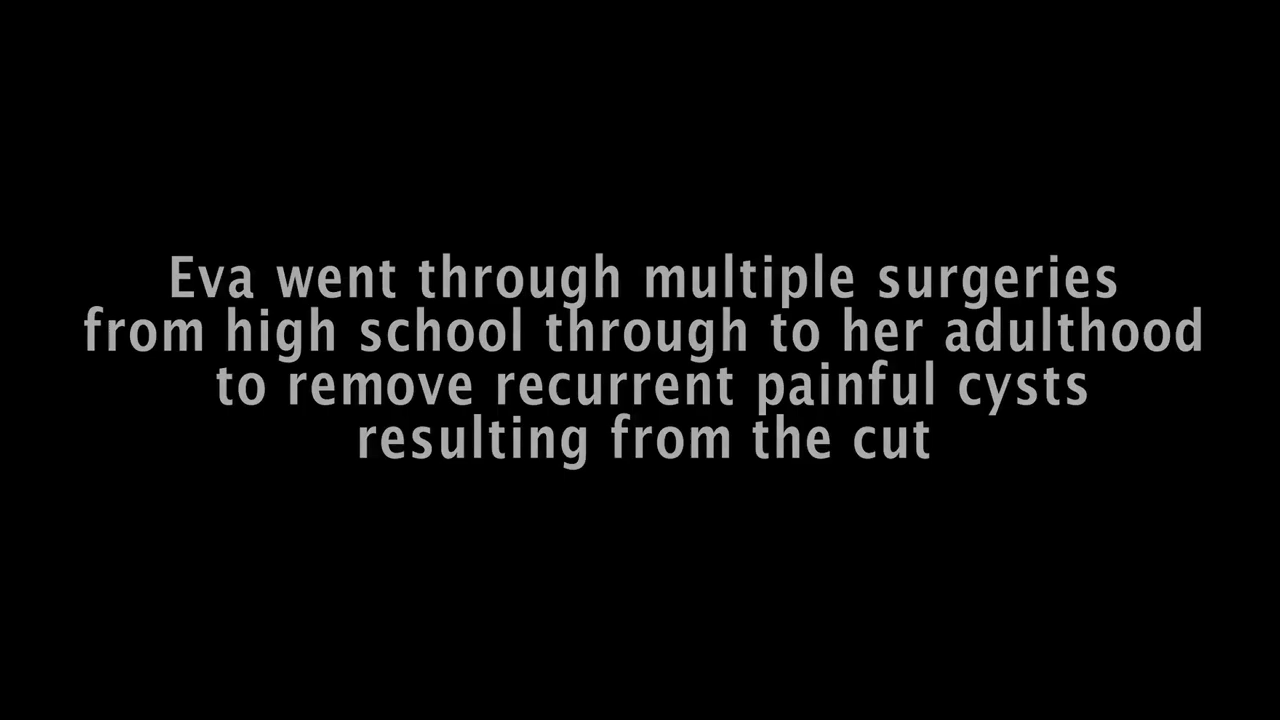 Eva went through multiple surgeries
from high school through to her adulthood
to remove recurrent painful cysts
resulting from the cut